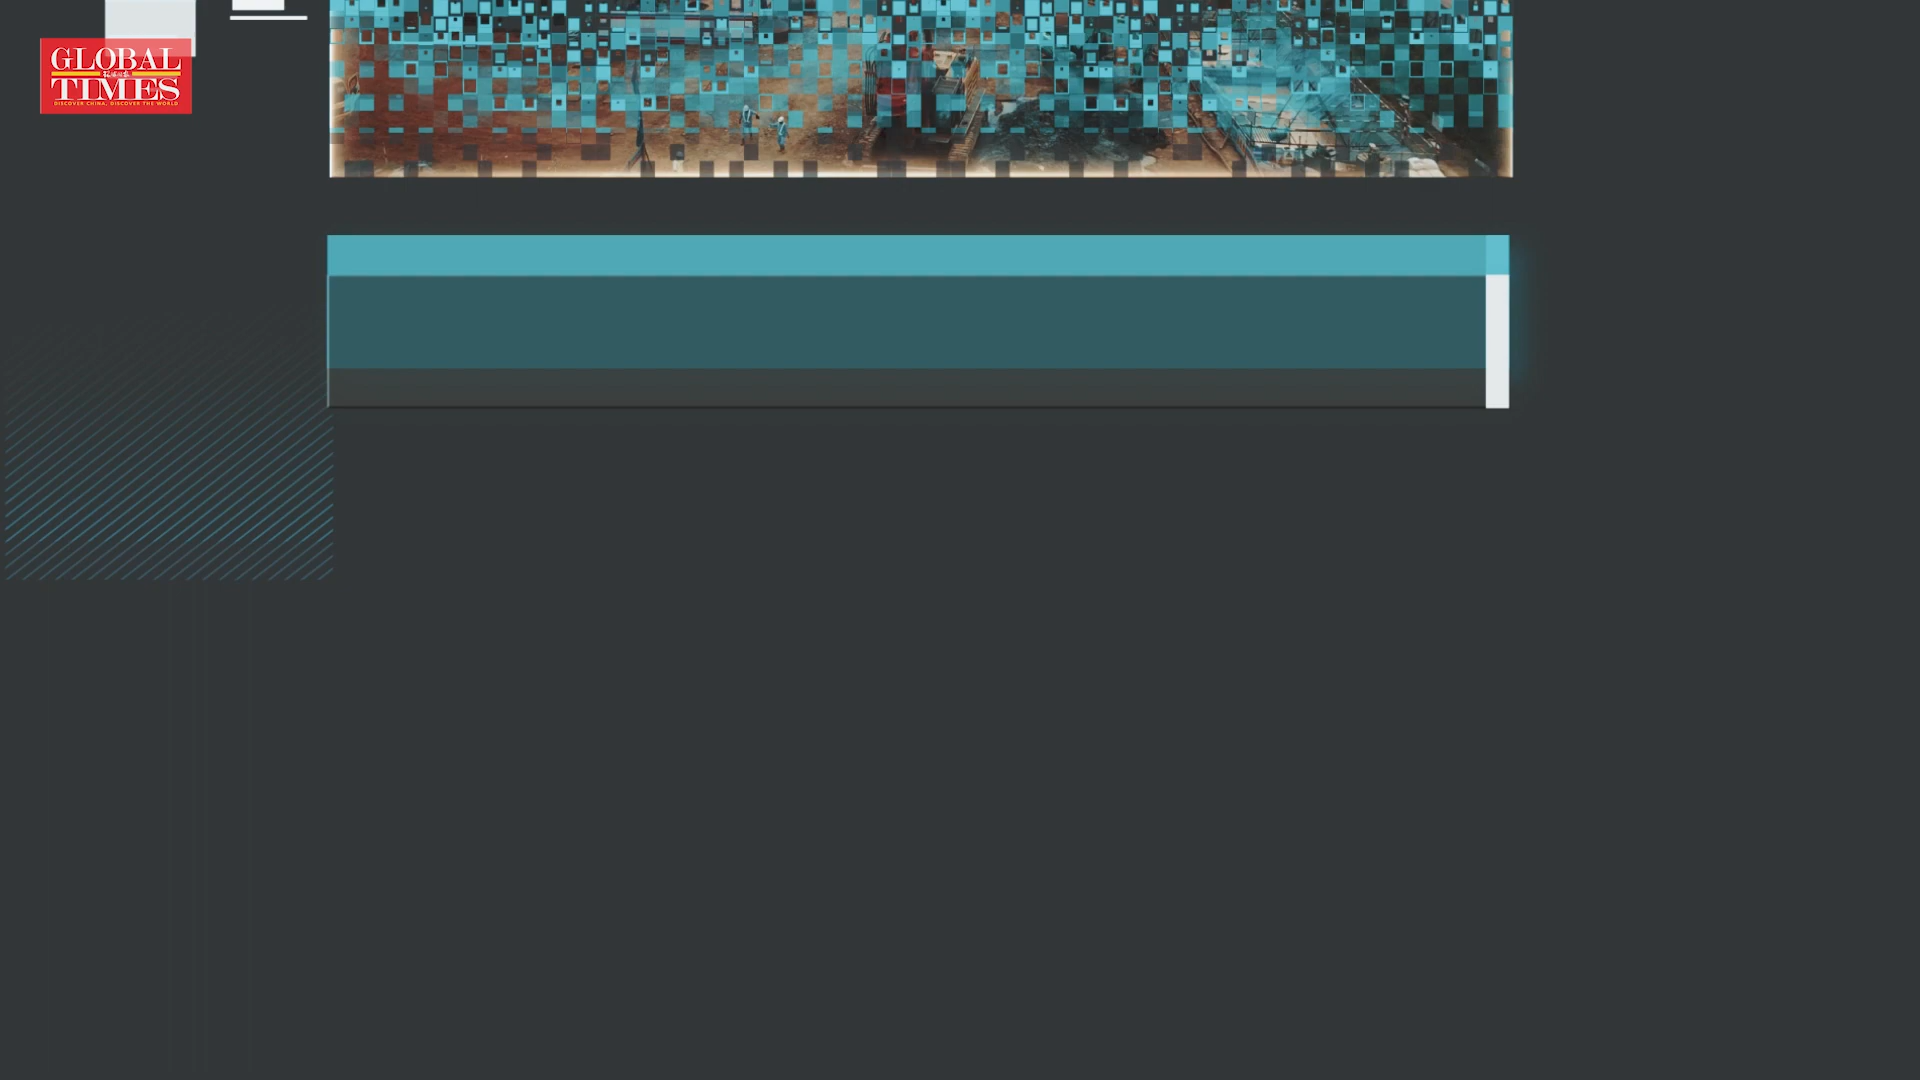 GLOBAL
TIMES
DISCOVER CHINA, DISCOVER THE WORLD